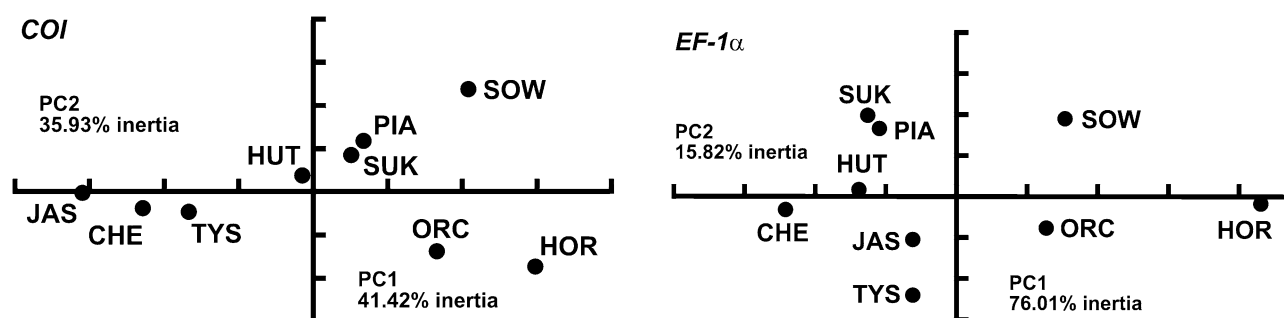 COI
PC2
35.93% inertia
SOW
PIA
HUT
SUK
JAS
CHE
TYS
ORC
HOR
PC1
41.42% inertia
EF-1α
SUK
PIA
SOW
PC2
15.82% inertia
HUT
CHE
JAS
ORC
HOR
TYS
PC1
76.01% inertia